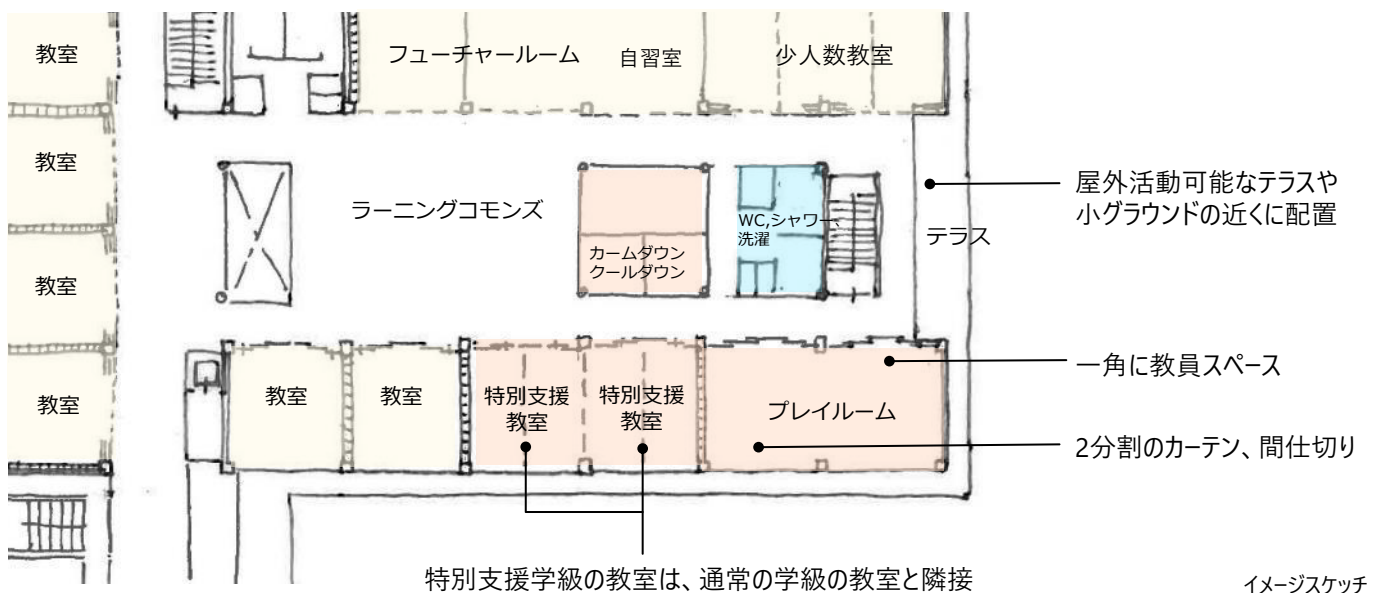 教室
フューチャールーム
自習室
少人数教室
教室
ラーニングコモンズ
カームダウン
クールダウン
WC,シャワー、
洗濯
テラス
屋外活動可能なテラスや
小グラウンドの近くに配置
教室
教室
教室
教室
特別支援
教室
特別支援
教室
プレイルーム
一角に教員スペース
2分割のカーテン、間仕切り
特別支援学級の教室は、通常の学級の教室と隣接
イメージスケッチ